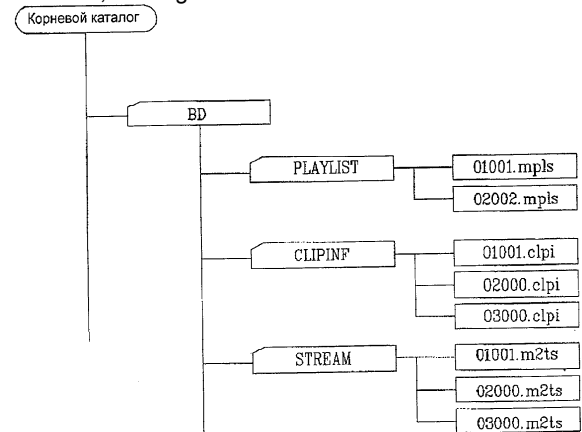 Корневой каталог
BD
PLAYLIST
01001.mpls
02002.mpls
CLIPINF
01001.clpi
02000.clpi
03000.clpi
STREAM
01001.m2ts
02000.m2ts
03000.m2ts